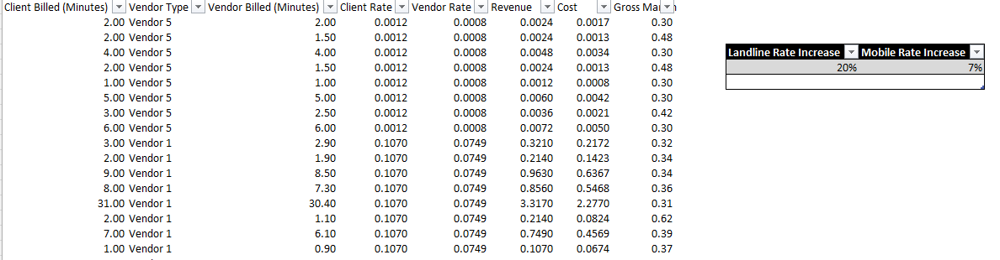 Client Billed (Minutes) Vendor Type Vendor Billed (Minutes) Client Rate Vendor Rate Revenue Cost Gross Mar
2.00 Vendor 5 2.00 0.0012 0.0008 0.0024 0.0017 0.30
2.00 Vendor 5 1.50 0.0012 0.0008 0.0024 0.0013 0.48
4.00 Vendor 5 4.00 0.0012 0.0008 0.0048 0.0034 0.30
2.00 Vendor 5 1.50 0.0012 0.0008 0.0024 0.0013 0.48
1.00 Vendor 5 1.00 0.0012 0.0008 0.0012 0.0008 0.30
5.00 Vendor 5 5.00 0.0012 0.0008 0.0060 0.0042 0.30
3.00 Vendor 5 2.50 0.0012 0.0008 0.0036 0.0021 0.42
6.00 Vendor 5 6.00 0.0012 0.0008 0.0072 0.0050 0.30
3.00 Vendor 1 2.90 0.1070 0.0749 0.3210 0.2172 0.32
2.00 Vendor 1 1.90 0.1070 0.0749 0.2140 0.1423 0.34
9.00 Vendor 1 8.50 0.1070 0.0749 0.9630 0.6367 0.34
8.00 Vendor 1 7.30 0.1070 0.0749 0.8560 0.5468 0.36
31.00 Vendor 1 30.40 0.1070 0.0749 3.3170 2.2770 0.31
2.00 Vendor 1 1.10 0.1070 0.0749 0.2140 0.0824 0.62
7.00 Vendor 1 6.10 0.1070 0.0749 0.7490 0.4569 0.39
1.00 Vendor 1 0.90 0.1070 0.0749 0.1070 0.0674 0.37
Landline Rate Increase Mobile Rate Increase
20% 7%